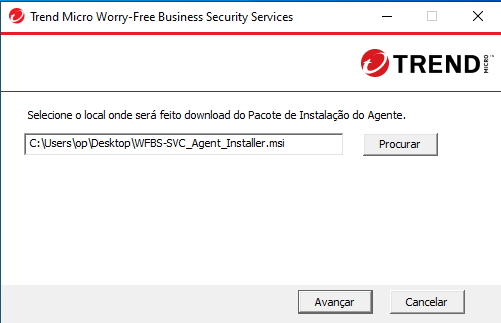 Trend Micro Worry-Free Business Security Services
TREND
MICRO
Selecione o local onde será feito download do Pacote de Instalação do Agente.
C:\Users\op\Desktop\WFBS-SVC_Agent_Installer.msi
Procurar
Avançar
Cancelar